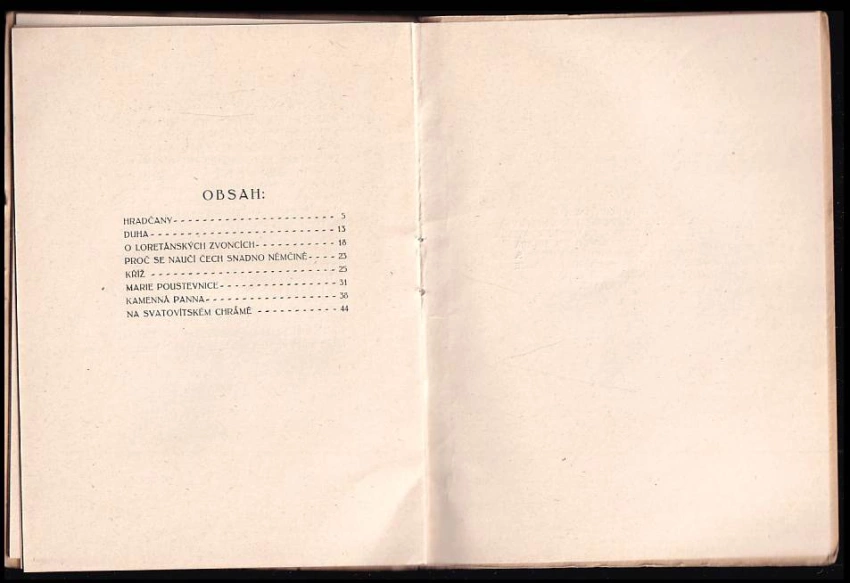 OBSAH:
HRADČANY - - - - - - - - - - - - - - - - - - - - - - 5
DUHA - - - - - - - - - - - - - - - - - - - - - - - - - 13
O LORETÁNSKÝCH ZVONCÍCH - - - - - - - - - - - 18
PROČ SE NAUČÍ ČECH SNADNO NĚMČINĚ - - - - 23
KŘÍŽ - - - - - - - - - - - - - - - - - - - - - - - - - 25
MARIE POUSTEVNICE - - - - - - - - - - - - - - - - 31
KAMENNÁ PANNA - - - - - - - - - - - - - - - - - - 38
NA SVATOVÍTSKÉM CHRÁMĚ - - - - - - - - - - - 44